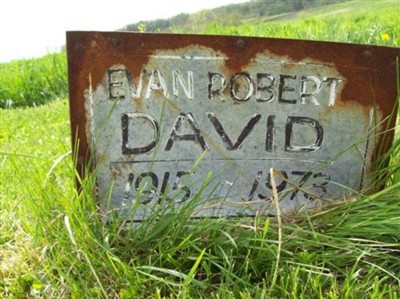 EVAN ROBERT
DAVID
1915 - 1973